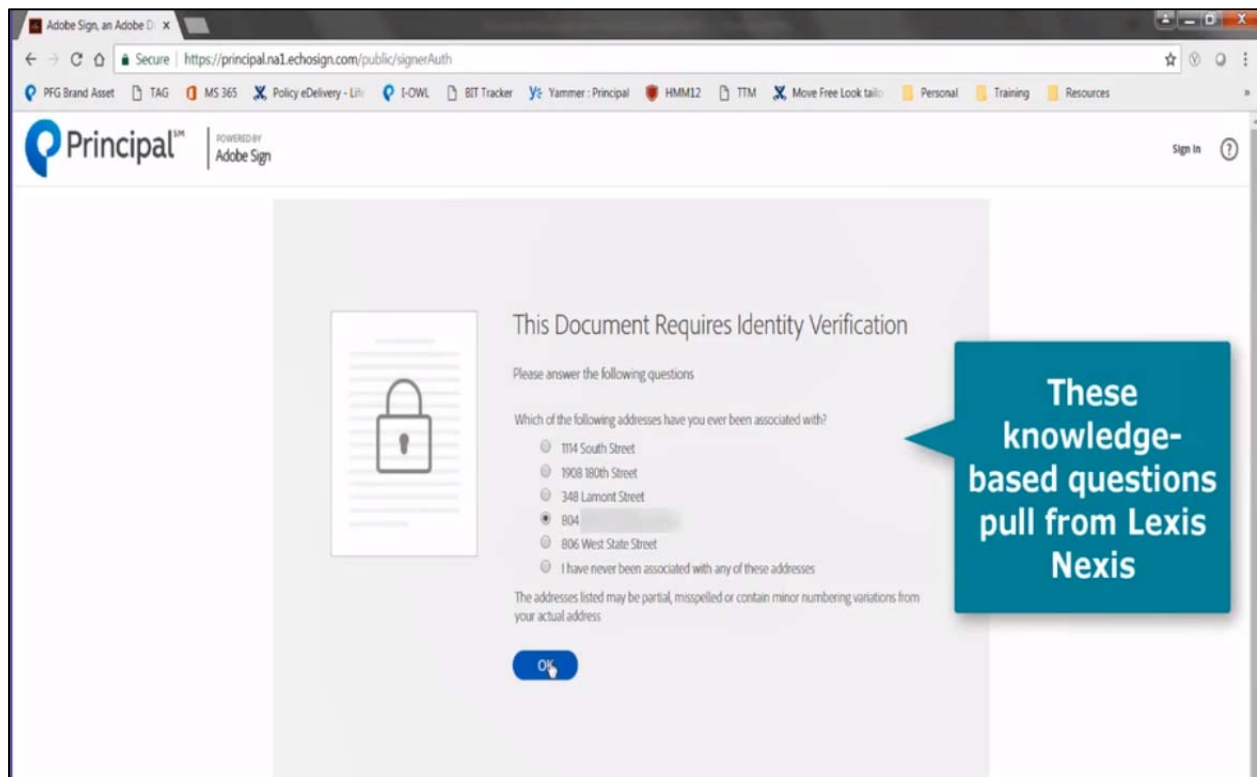 Adobe Sign, an Adobe D
Secure https://principal.na1.echosign.com/public/signerAuth
PFG Brand Asset TAG MS 365 Policy eDelivery - Life I-OWL BIT Tracker Yammer : Principal HMM12 TTM Move Free Look tailo Personal Training Resources
Principal℠ POWERED BY
Adobe Sign
Sign In ?
This Document Requires Identity Verification
Please answer the following questions
Which of the following addresses have you ever been associated with?
1114 South Street
1908 180th Street
348 Lamont Street
804
806 West State Street
I have never been associated with any of these addresses
The addresses listed may be partial, misspelled or contain minor numbering variations from
your actual address
OK
These
knowledge-
based questions
pull from Lexis
Nexis